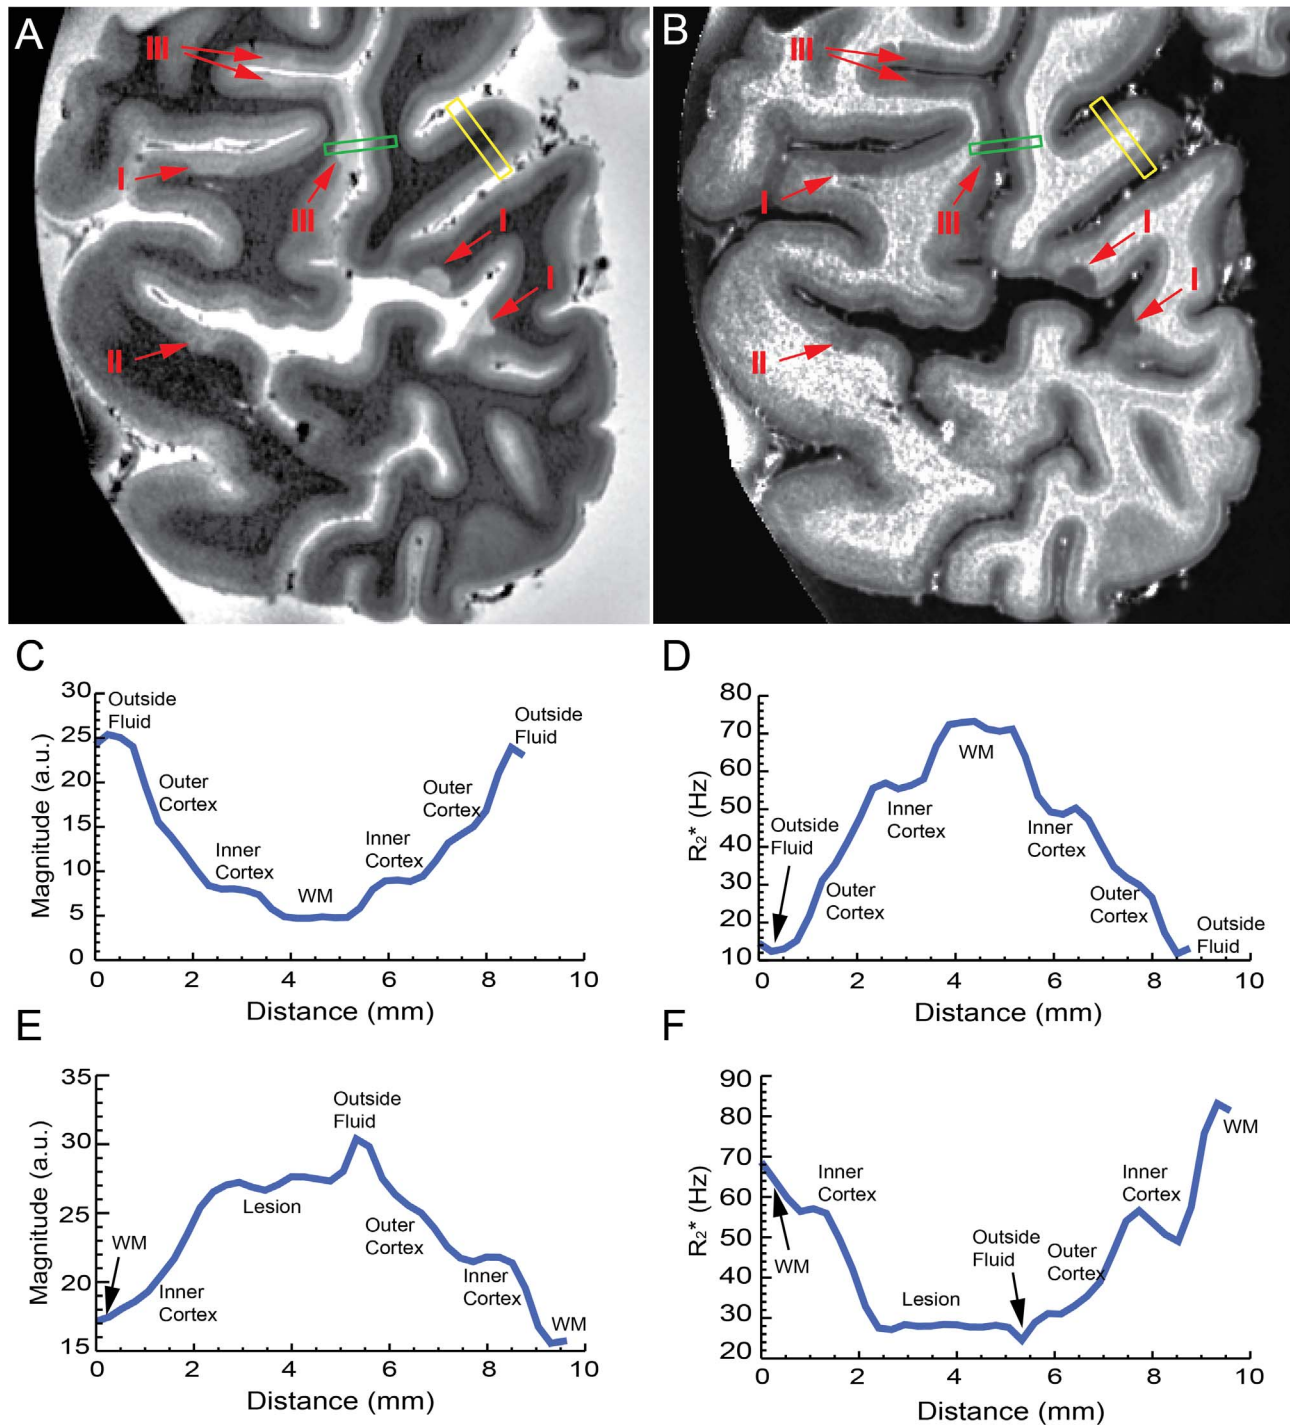 A
III
I
III
I
I
II
B
III
I
III
I
I
II
C
30
25
20
15
10
5
0
Magnitude (a.u.)
Outside
Fluid
Outer
Cortex
Inner
Cortex
WM
Inner
Cortex
Outer
Cortex
Outside
Fluid
0 2 4 6 8 10
Distance (mm)
D
80
70
60
50
40
30
20
10
R2* (Hz)
Outside
Fluid
Outer
Cortex
Inner
Cortex
WM
Inner
Cortex
Outer
Cortex
Outside
Fluid
0 2 4 6 8 10
Distance (mm)
E
35
30
25
20
15
Magnitude (a.u.)
WM
Inner
Cortex
Lesion
Outside
Fluid
Outer
Cortex
Inner
Cortex
WM
0 2 4 6 8 10
Distance (mm)
F
90
80
70
60
50
40
30
20
R2* (Hz)
WM
Inner
Cortex
Lesion
Outside
Fluid
Outer
Cortex
Inner
Cortex
WM
0 2 4 6 8 10
Distance (mm)